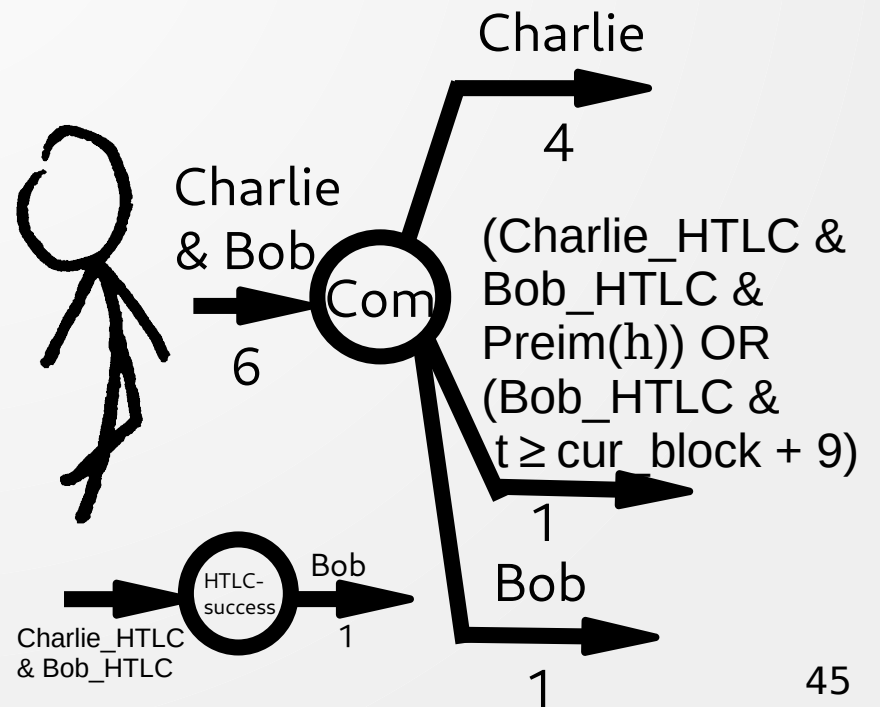 Charlie
4
Charlie
& Bob
Com
6
(Charlie_HTLC &
Bob_HTLC &
Preim(h)) OR
(Bob_HTLC &
t ≥ cur_block + 9)
1
Bob
1
HTLC-
success
Bob
1
Charlie_HTLC
& Bob_HTLC
45